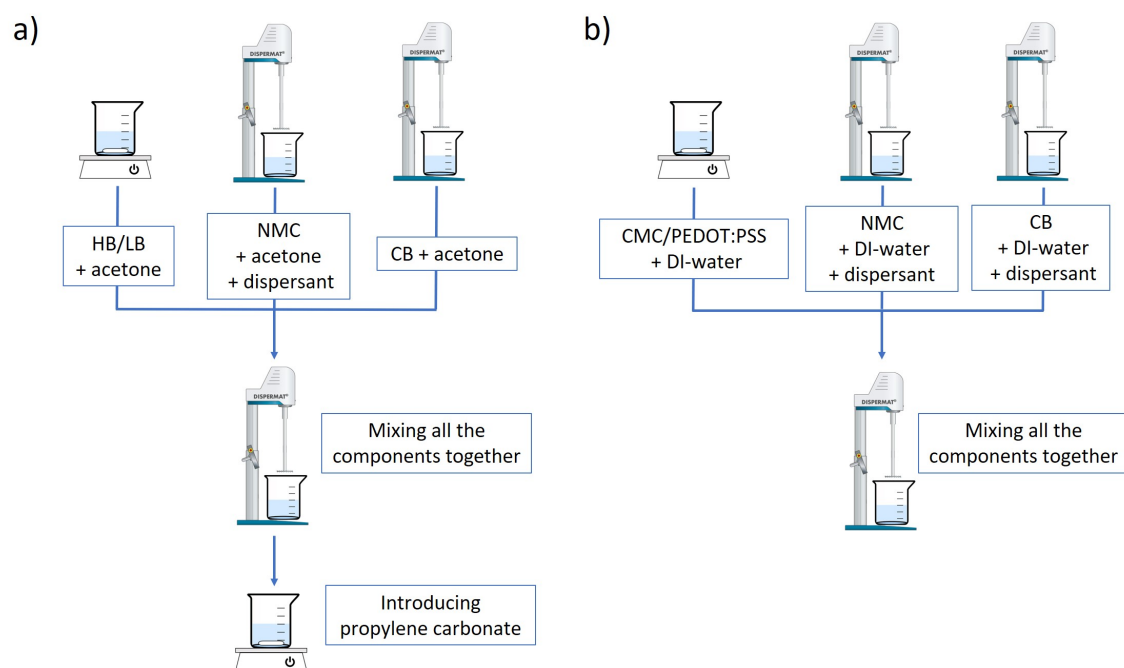 a)
DISPERMAT®
DISPERMAT®
HB/LB
+ acetone
NMC
+ acetone
+ dispersant
CB + acetone
DISPERMAT®
Mixing all the
components together
Introducing
propylene carbonate
b)
DISPERMAT®
DISPERMAT®
CMC/PEDOT:PSS
+ DI-water
NMC
+ DI-water
+ dispersant
CB
+ DI-water
+ dispersant
DISPERMAT®
Mixing all the
components together